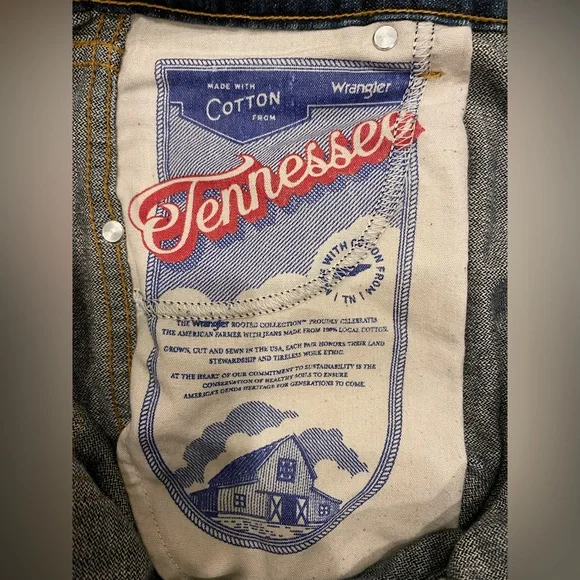 MADE WITH
COTTON
FROM
Wrangler
Tennessee
MADE WITH COTTON FROM
TN
THE Wrangler ROOTED COLLECTION™ PROUDLY CELEBRATES
THE AMERICAN FARMER WITH JEANS MADE FROM 100% LOCAL COTTON.
GROWN, CUT AND SEWN IN THE USA, EACH PAIR HONORS THEIR LAND
STEWARDSHIP AND TIRELESS WORK ETHIC.
AT THE HEART OF OUR COMMITMENT TO SUSTAINABILITY IS THE
CONSERVATION OF HEALTHY SOILS TO ENSURE
AMERICA'S DENIM HERITAGE FOR GENERATIONS TO COME.